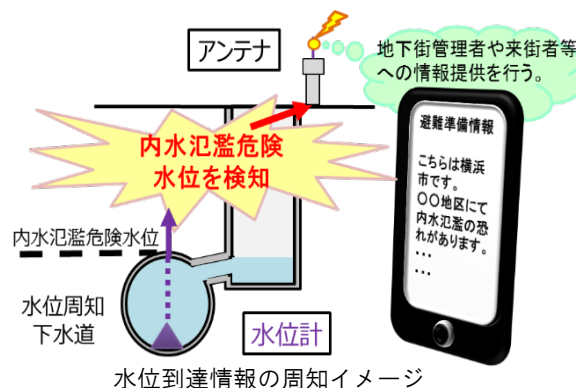 アンテナ
地下街管理者や来街者等
への情報提供を行う。
内水氾濫危険
水位を検知
避難準備情報
こちらは横浜
市です。
〇〇地区にて
内水氾濫の恐
れがあります。
…
…
内水氾濫危険水位
水位周知
下水道
水位計
水位到達情報の周知イメージ